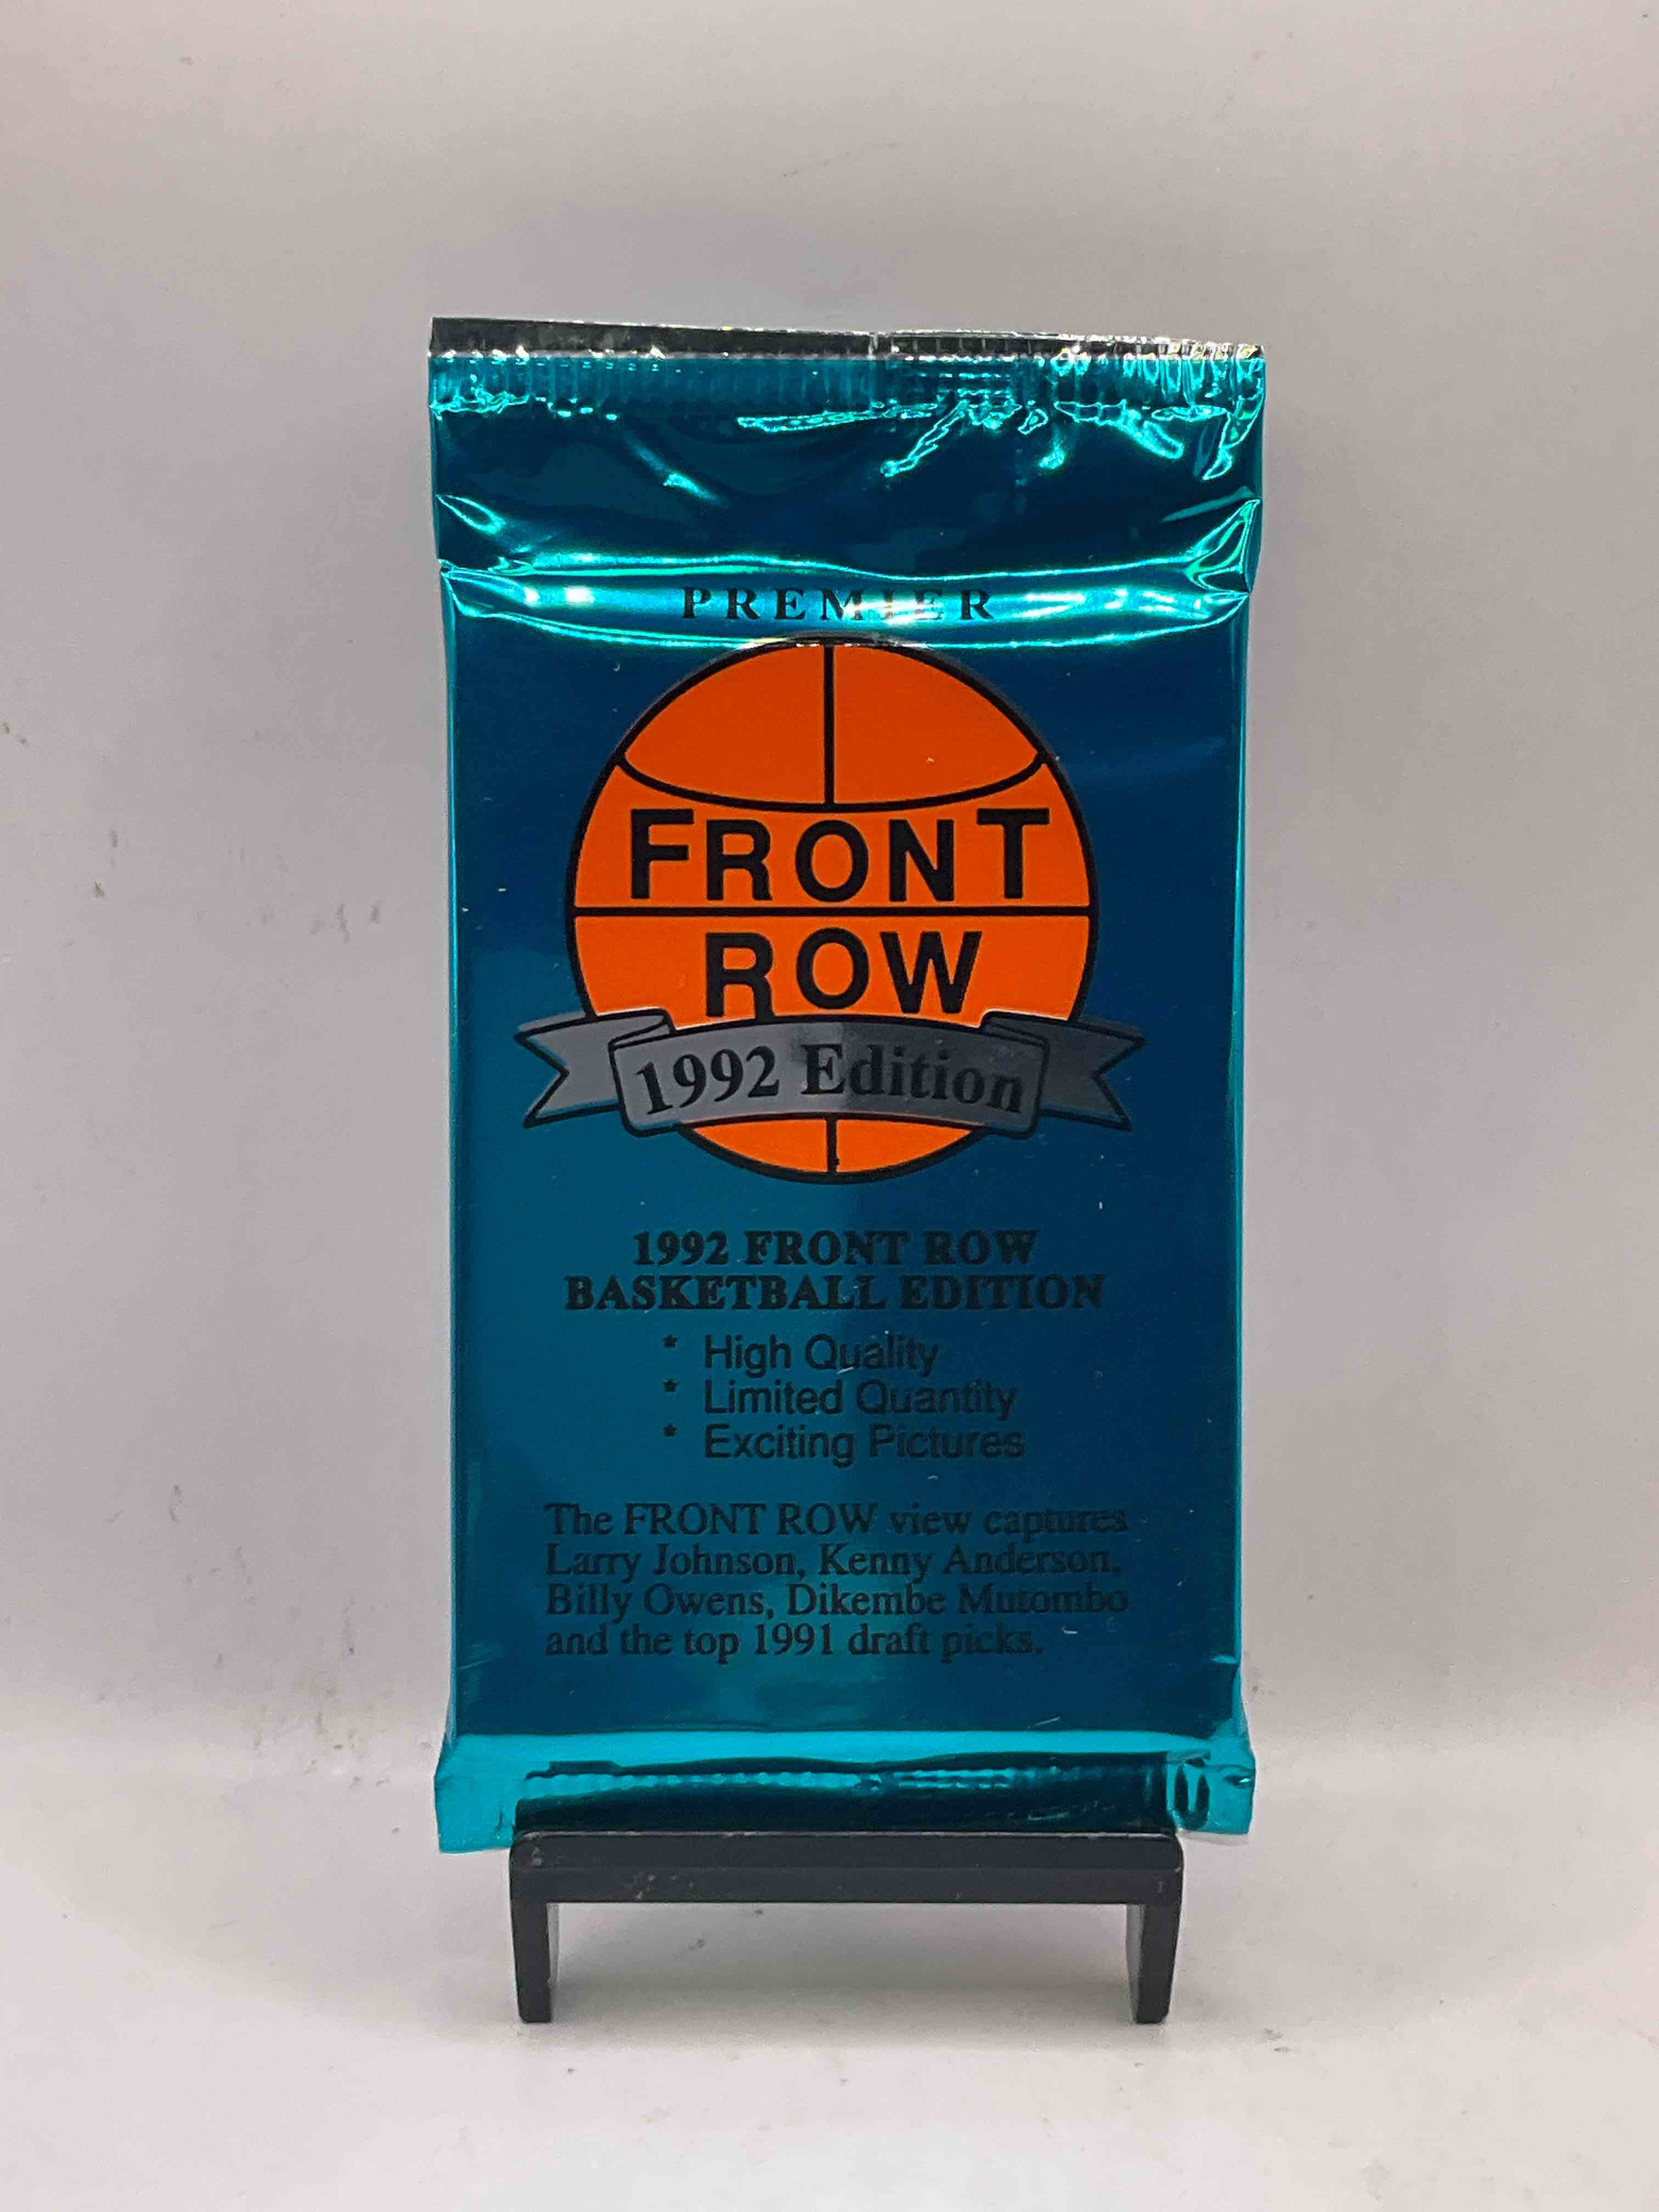 PREMIER
FRONT
ROW
1992 Edition
1992 FRONT ROW
BASKETBALL EDITION
* High Quality
* Limited Quantity
* Exciting Pictures
The FRONT ROW view captures
Larry Johnson, Kenny Anderson,
Billy Owens, Dikembe Mutombo
and the top 1991 draft picks.